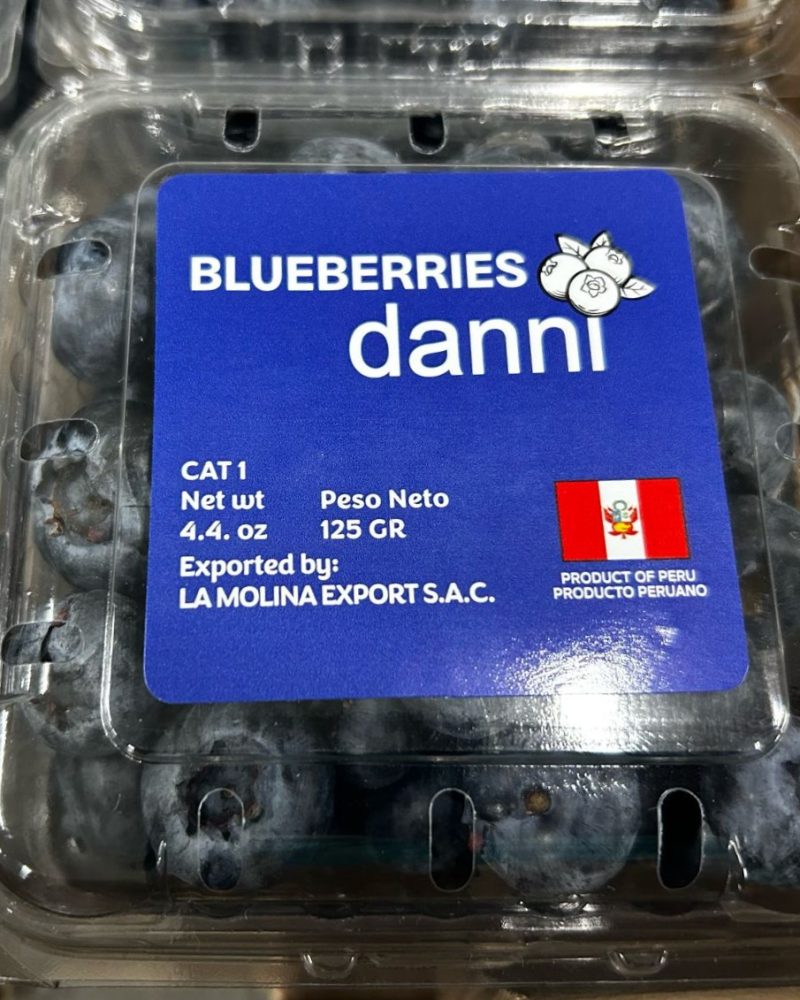 BLUEBERRIES
danni
CAT 1
Net wt Peso Neto
4.4. oz 125 GR
Exported by:
LA MOLINA EXPORT S.A.C.
PRODUCT OF PERU
PRODUCTO PERUANO